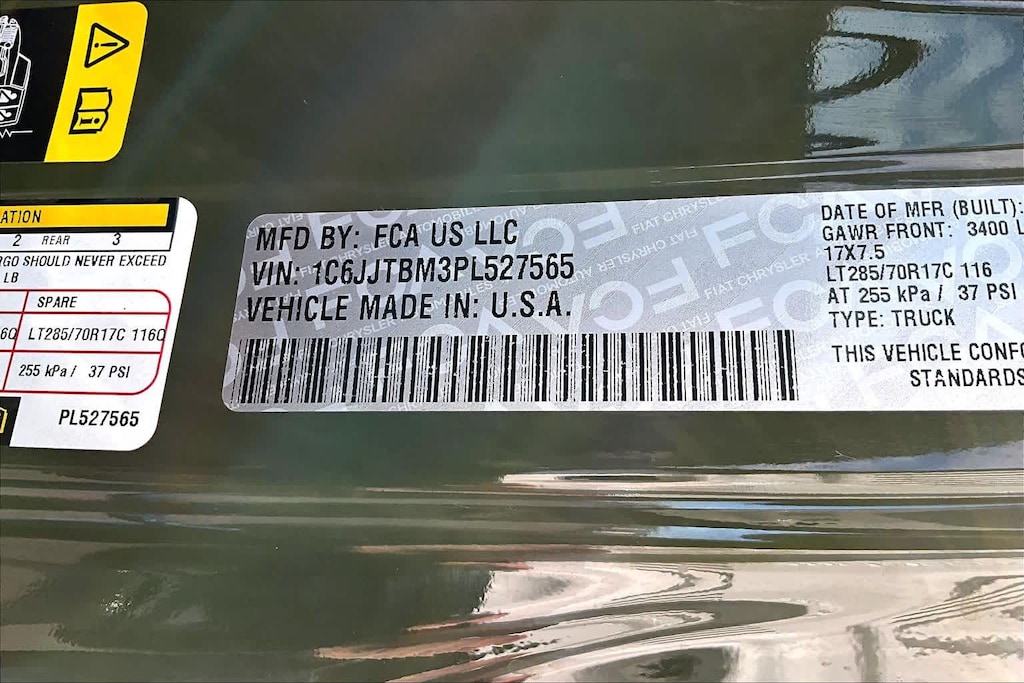 ATION
2 REAR 3
RGO SHOULD NEVER EXCEED
LB
SPARE
16Q LT285/70R17C 116Q
255 kPa / 37 PSI
PL527565
MFD BY: FCA US LLC
VIN: 1C6JJTBM3PL527565
VEHICLE MADE IN: U.S.A.
DATE OF MFR (BUILT):
GAWR FRONT: 3400 L
17X7.5
LT285/70R17C 116
AT 255 kPa / 37 PSI
TYPE: TRUCK
THIS VEHICLE CONFO
STANDARDS